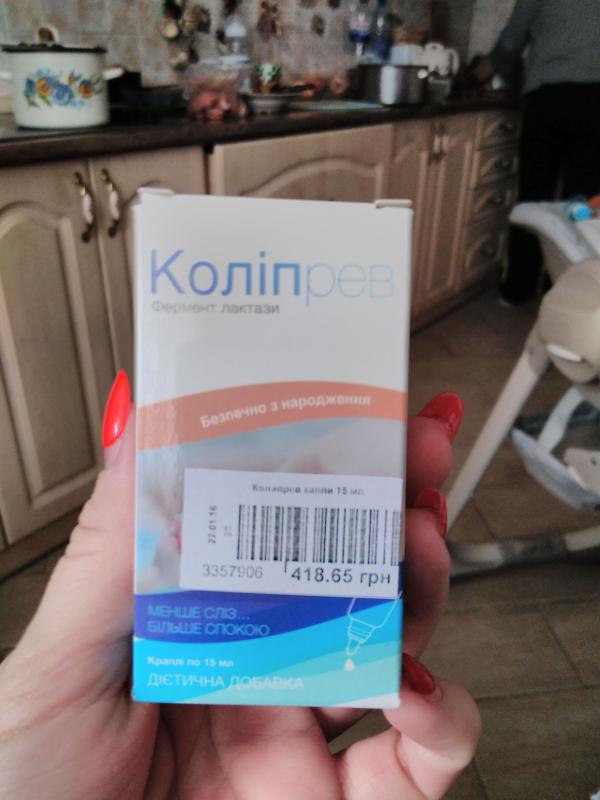 Коліпрев
Фермент лактази
Безпечно з народження
Коліпрев капли 15 мл
22.01.16
3357906
418.65 грн
МЕНШЕ СЛІЗ...
БІЛЬШЕ СПОКОЮ
Краплі по 15 мл
ДІЄТИЧНА ДОБАВКА